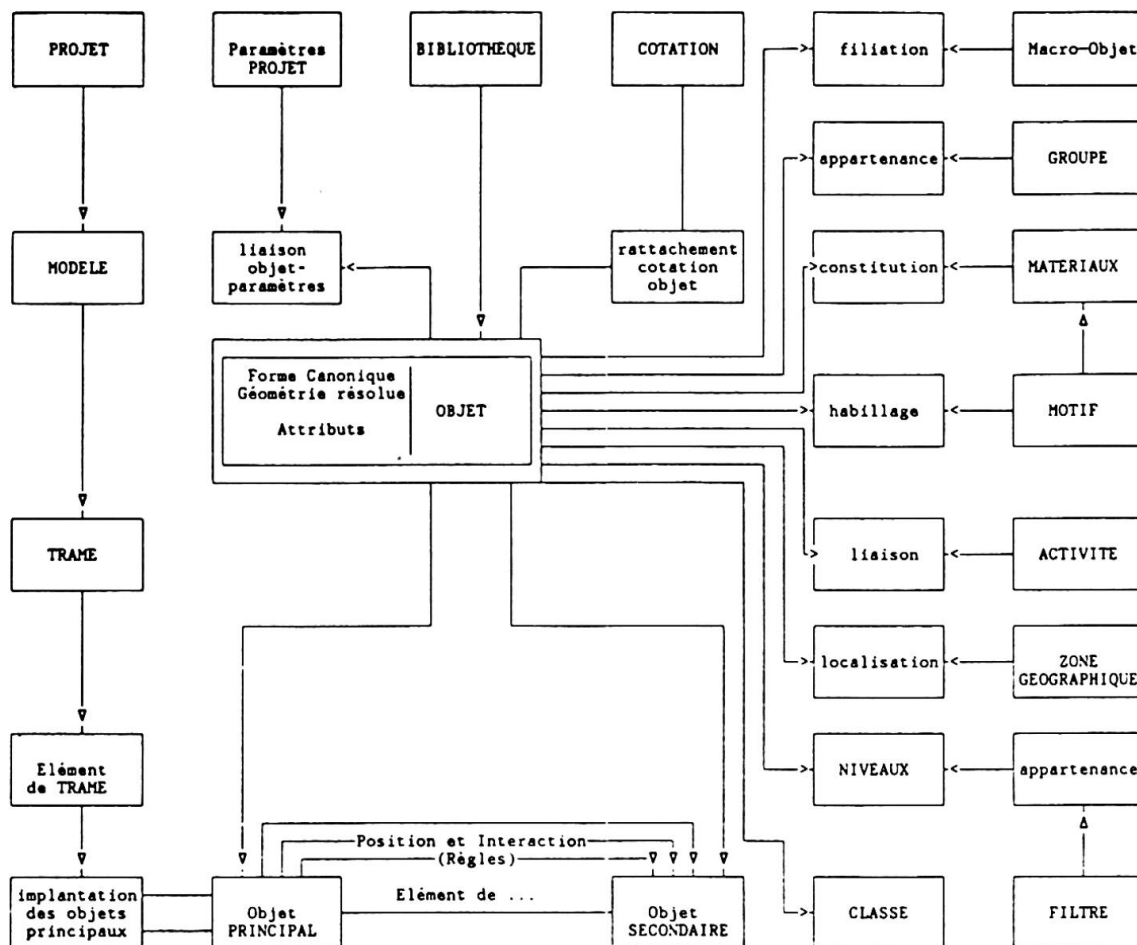 PROJET
Paramètres
PROJET
BIBLIOTHÈQUE
COTATION
filiation
Macro-Objet
appartenance
GROUPE
MODELE
liaison
objet-
paramètres
rattachement
cotation
objet
constitution
MATERIAUX
Forme Canonique
Géométrie résolue
Attributs
OBJET
habillage
MOTIF
TRAME
liaison
ACTIVITE
localisation
ZONE
GEOGRAPHIQUE
Elément
de TRAME
NIVEAUX
appartenance
Position et Interaction
(Règles)
implantation
des objets
principaux
Objet
PRINCIPAL
Elément de ...
Objet
SECONDAIRE
CLASSE
FILTRE